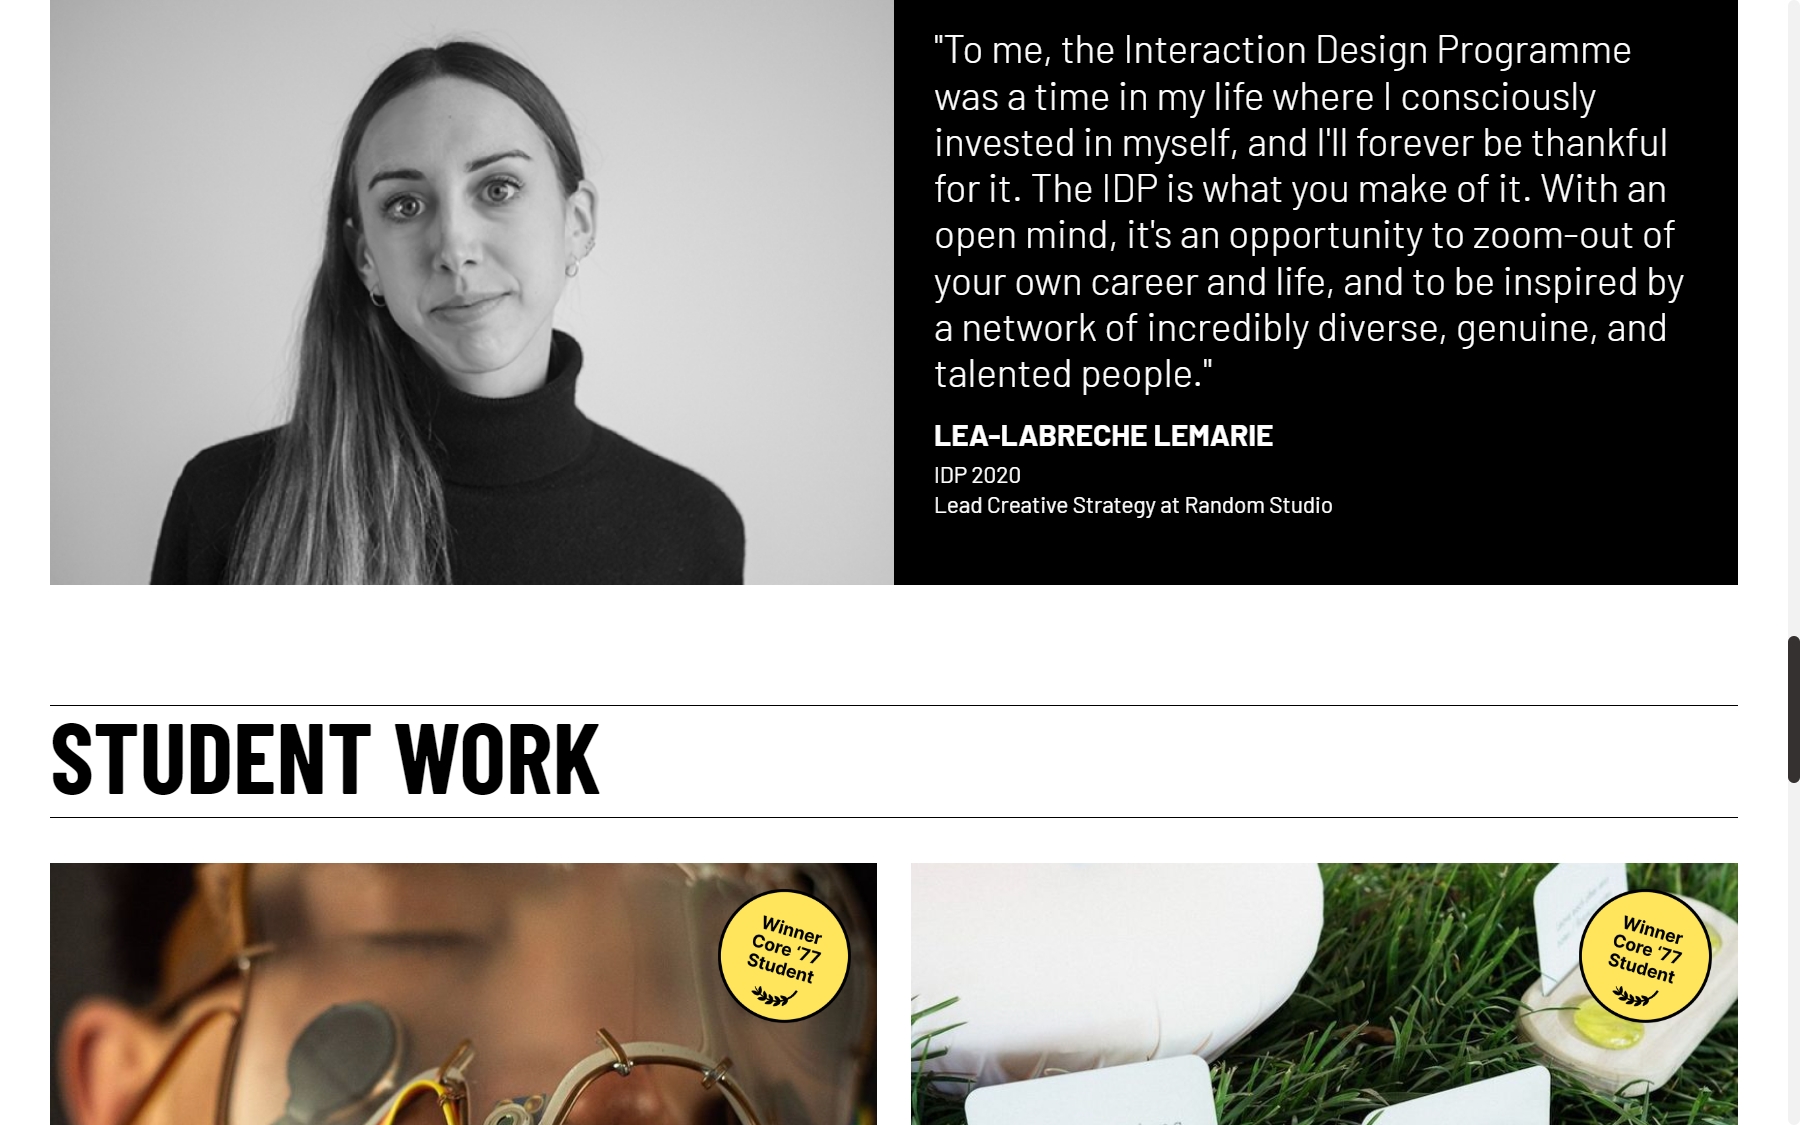 "To me, the Interaction Design Programme
was a time in my life where I consciously
invested in myself, and I'll forever be thankful
for it. The IDP is what you make of it. With an
open mind, it's an opportunity to zoom-out of
your own career and life, and to be inspired by
a network of incredibly diverse, genuine, and
talented people."
LEA-LABRECHE LEMARIE
IDP 2020
Lead Creative Strategy at Random Studio
STUDENT WORK
Winner
Core ‘77
Student
Winner
Core ‘77
Student